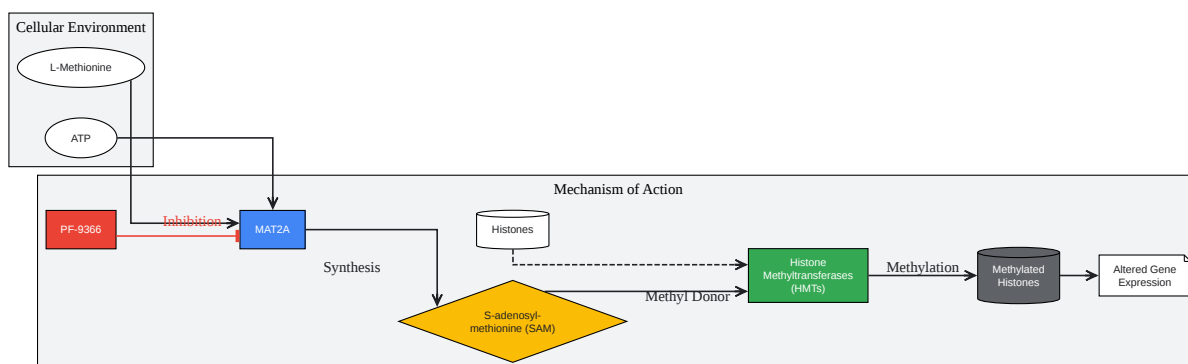 Cellular Environment
L-Methionine
ATP
Mechanism of Action
PF-9366
Inhibition
MAT2A
Histones
Synthesis
S-adenosyl-
methionine (SAM)
Methyl Donor
Histone
Methyltransferases
(HMTs)
Methylation
Methylated
Histones
Altered Gene
Expression